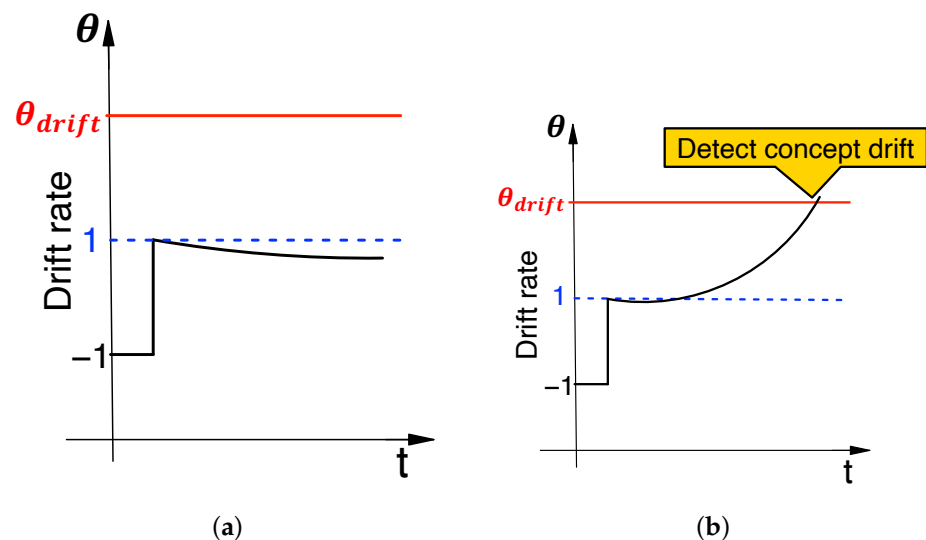 θ
θdrift
Drift rate
1
−1
t
(a)
θ
Detect concept drift
θdrift
Drift rate
1
−1
t
(b)